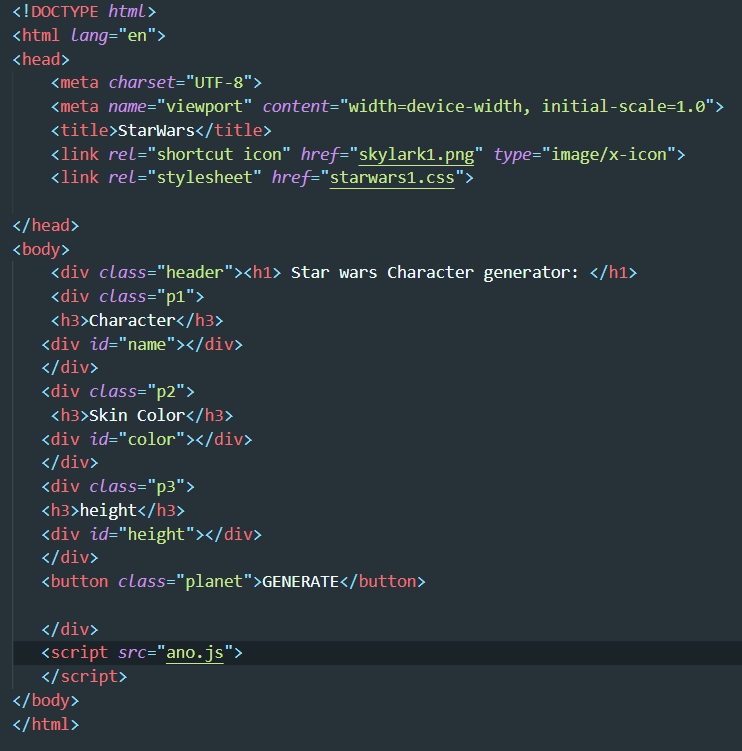 <!DOCTYPE html>
<html lang="en">
<head>
    <meta charset="UTF-8">
    <meta name="viewport" content="width=device-width, initial-scale=1.0">
    <title>StarWars</title>
    <link rel="shortcut icon" href="skylark1.png" type="image/x-icon">
    <link rel="stylesheet" href="starwars1.css">

</head>
<body>
    <div class="header"><h1> Star wars Character generator: </h1>
    <div class="p1">
    <h3>Character</h3>
   <div id="name"></div>
   </div>
   <div class="p2">
    <h3>Skin Color</h3>
   <div id="color"></div>
   </div>
   <div class="p3">
   <h3>height</h3>
   <div id="height"></div>
   </div>
   <button class="planet">GENERATE</button>

   </div>
   <script src="ano.js">
   </script>
</body>
</html>